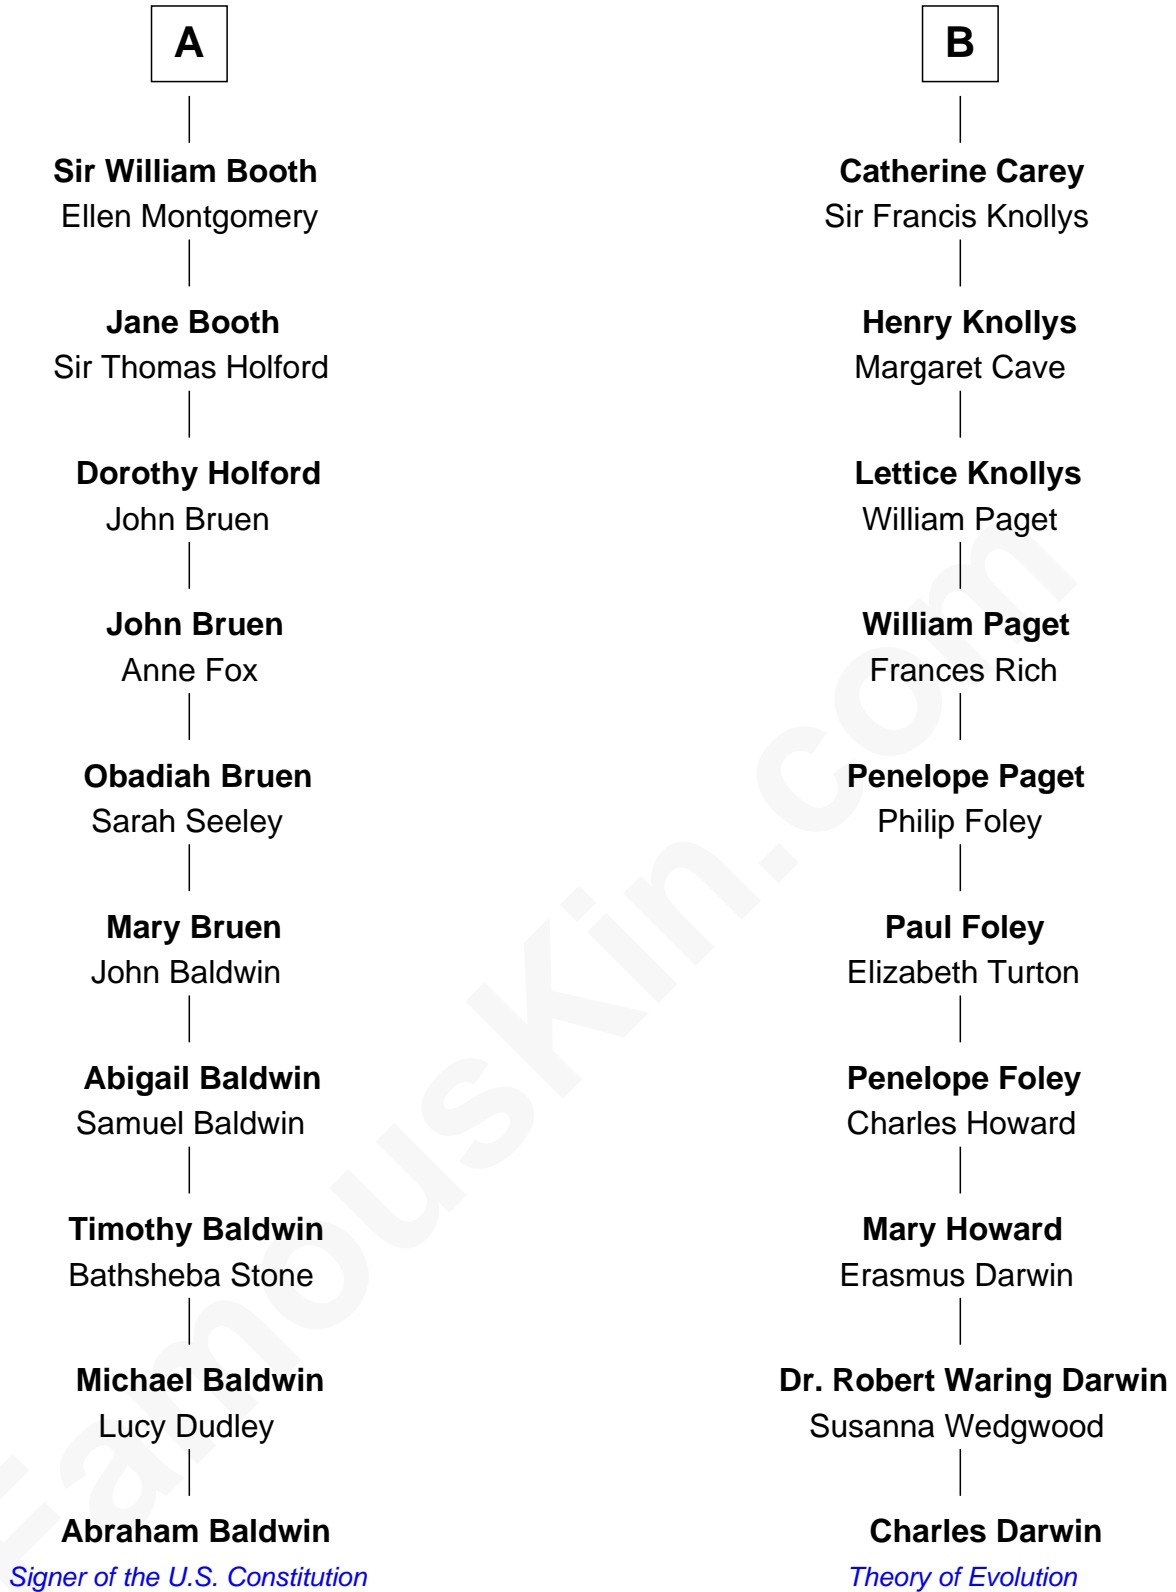 A
Sir William Booth
Ellen Montgomery
Jane Booth
Sir Thomas Holford
Dorothy Holford
John Bruen
John Bruen
Anne Fox
Obadiah Bruen
Sarah Seeley
Mary Bruen
John Baldwin
Abigail Baldwin
Samuel Baldwin
Timothy Baldwin
Bathsheba Stone
Michael Baldwin
Lucy Dudley
Abraham Baldwin
Signer of the U.S. Constitution
B
Catherine Carey
Sir Francis Knollys
Henry Knollys
Margaret Cave
Lettice Knollys
William Paget
William Paget
Frances Rich
Penelope Paget
Philip Foley
Paul Foley
Elizabeth Turton
Penelope Foley
Charles Howard
Mary Howard
Erasmus Darwin
Dr. Robert Waring Darwin
Susanna Wedgwood
Charles Darwin
Theory of Evolution
FamousKin.com